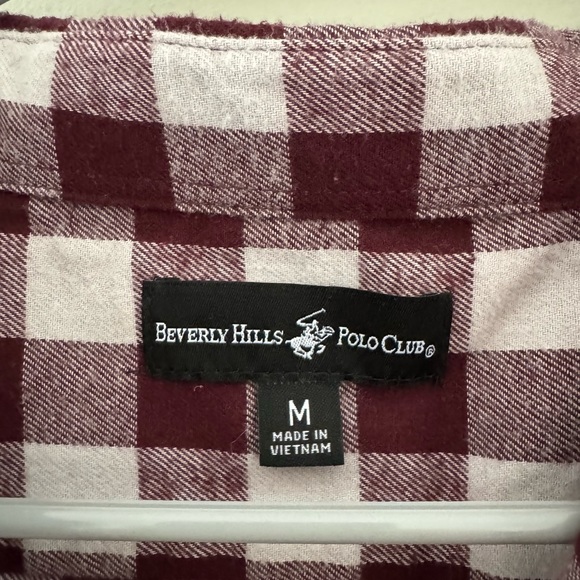 BEVERLY HILLS POLO CLUB®
M
MADE IN
VIETNAM